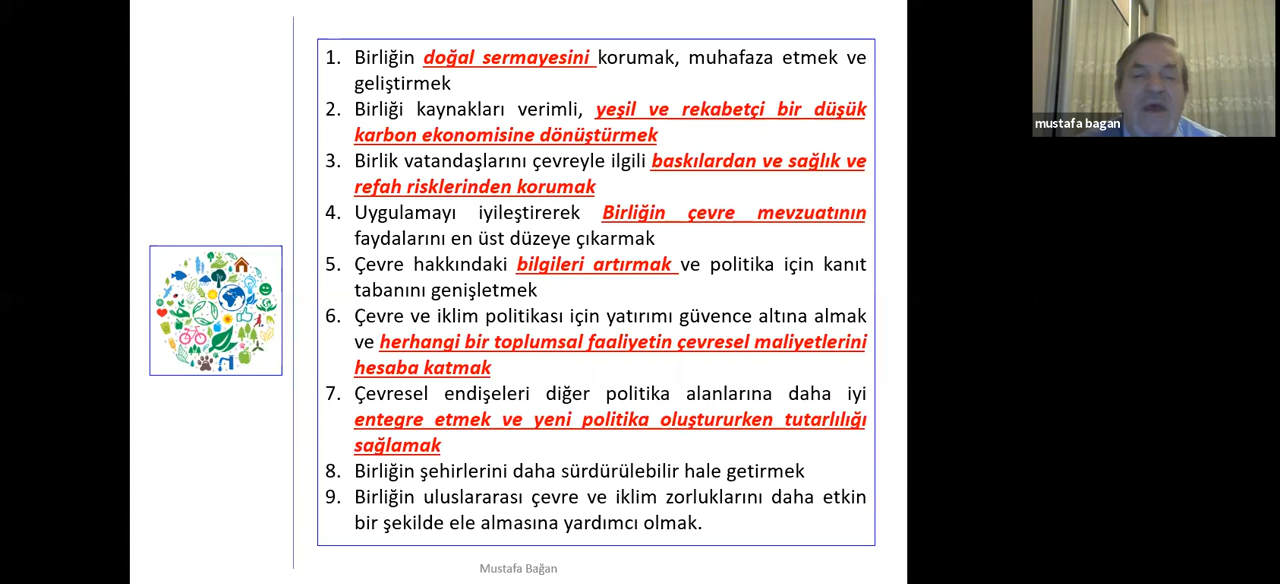 1. Birliğin doğal sermayesini korumak, muhafaza etmek ve
geliştirmek
2. Birliği kaynakları verimli, yeşil ve rekabetçi bir düşük
karbon ekonomisine dönüştürmek
3. Birlik vatandaşlarını çevreyle ilgili baskılardan ve sağlık ve
refah risklerinden korumak
4. Uygulamayı iyileştirerek Birliğin çevre mevzuatının
faydalarını en üst düzeye çıkarmak
5. Çevre hakkındaki bilgileri artırmak ve politika için kanıt
tabanını genişletmek
6. Çevre ve iklim politikası için yatırımı güvence altına almak
ve herhangi bir toplumsal faaliyetin çevresel maliyetlerini
hesaba katmak
7. Çevresel endişeleri diğer politika alanlarına daha iyi
entegre etmek ve yeni politika oluştururken tutarlılığı
sağlamak
8. Birliğin şehirlerini daha sürdürülebilir hale getirmek
9. Birliğin uluslararası çevre ve iklim zorluklarını daha etkin
bir şekilde ele almasına yardımcı olmak.
Mustafa Bağan
mustafa bagan